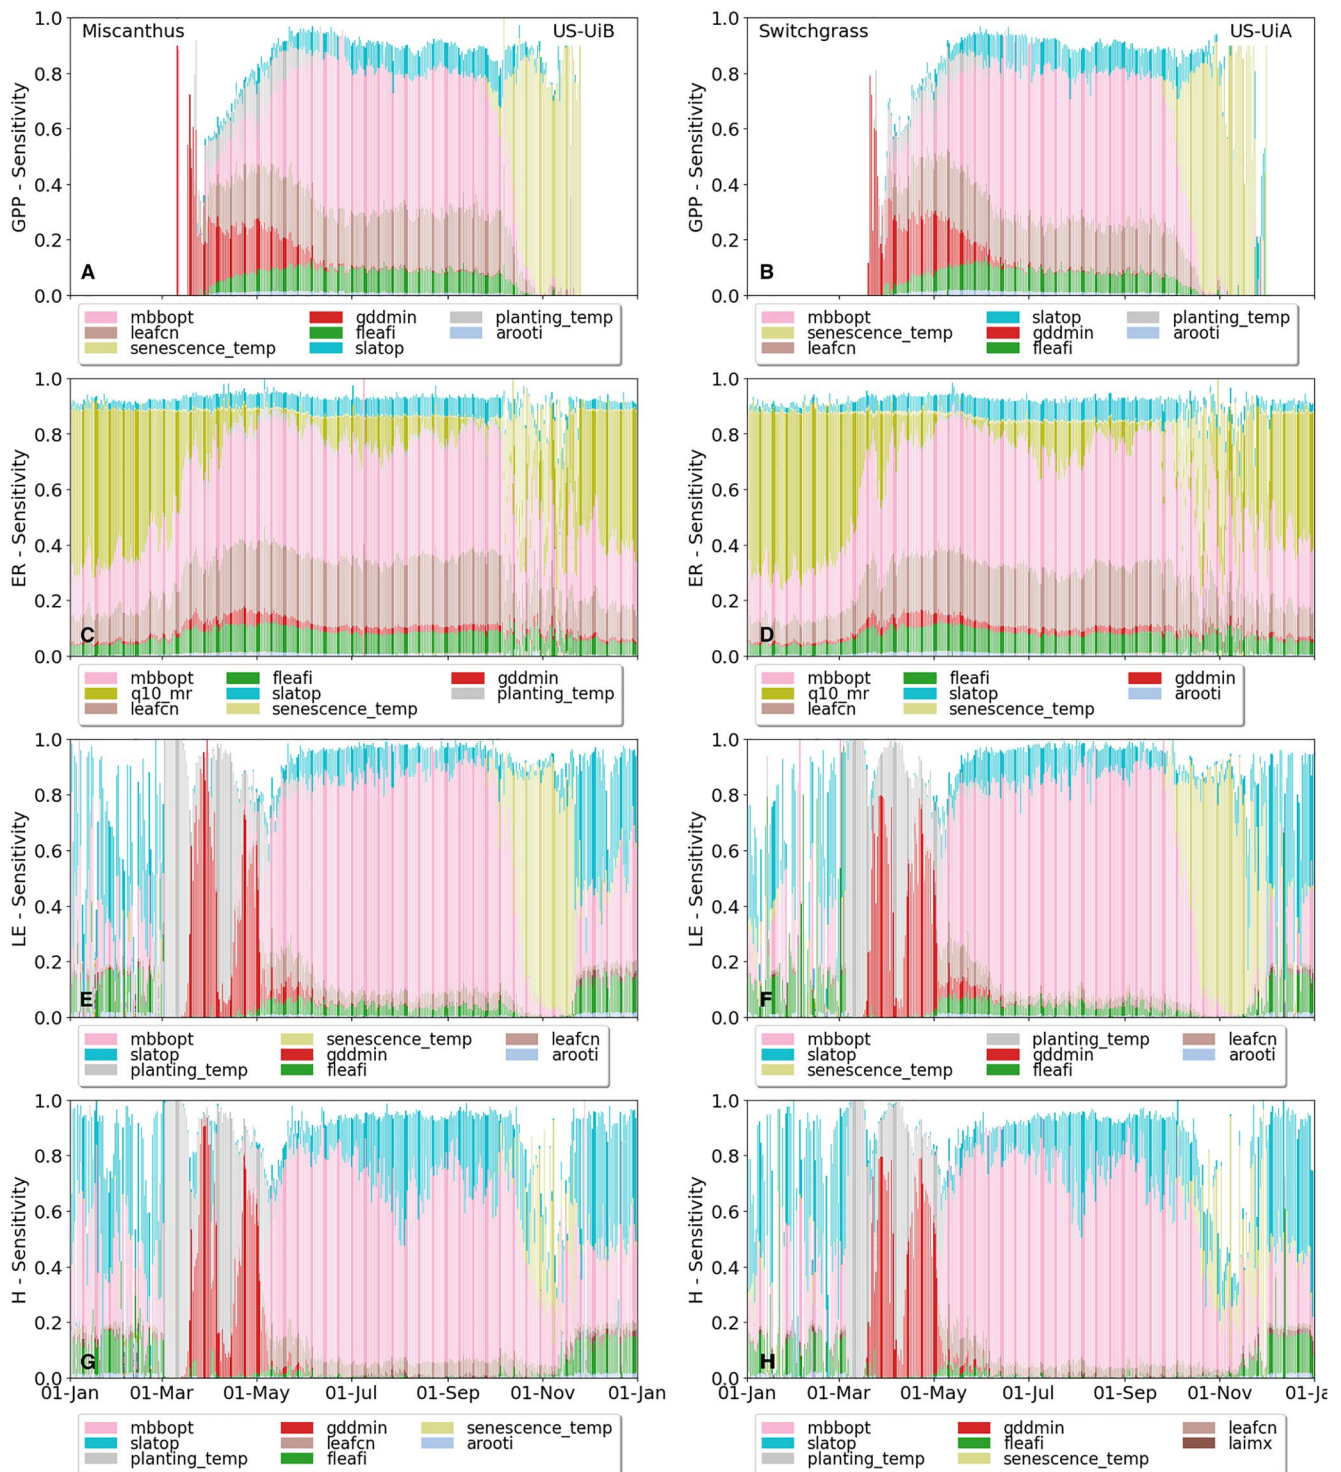 Miscanthus US-UiB
Switchgrass US-UiA
1.0
0.8
0.6
0.4
0.2
0.0
GPP - Sensitivity
A
1.0
0.8
0.6
0.4
0.2
0.0
GPP - Sensitivity
B
mbbopt gddmin planting_temp
leafcn fleafi arooti
senescence_temp slatop
mbbopt slatop planting_temp
senescence_temp gddmin arooti
leafcn fleafi
1.0
0.8
0.6
0.4
0.2
0.0
ER - Sensitivity
C
1.0
0.8
0.6
0.4
0.2
0.0
ER - Sensitivity
D
mbbopt fleafi gddmin
q10_mr slatop planting_temp
leafcn senescence_temp
mbbopt fleafi gddmin
q10_mr slatop arooti
leafcn senescence_temp
1.0
0.8
0.6
0.4
0.2
0.0
LE - Sensitivity
E
1.0
0.8
0.6
0.4
0.2
0.0
LE - Sensitivity
F
mbbopt senescence_temp leafcn
slatop gddmin arooti
planting_temp fleafi
mbbopt planting_temp leafcn
slatop gddmin arooti
senescence_temp fleafi
1.0
0.8
0.6
0.4
0.2
0.0
H - Sensitivity
G
01-Jan 01-Mar 01-May 01-Jul 01-Sep 01-Nov 01-Jan
1.0
0.8
0.6
0.4
0.2
0.0
H - Sensitivity
H
01-Jan 01-Mar 01-May 01-Jul 01-Sep 01-Nov
mbbopt gddmin senescence_temp
slatop leafcn arooti
planting_temp fleafi
mbbopt gddmin leafcn
slatop fleafi laimx
planting_temp senescence_temp